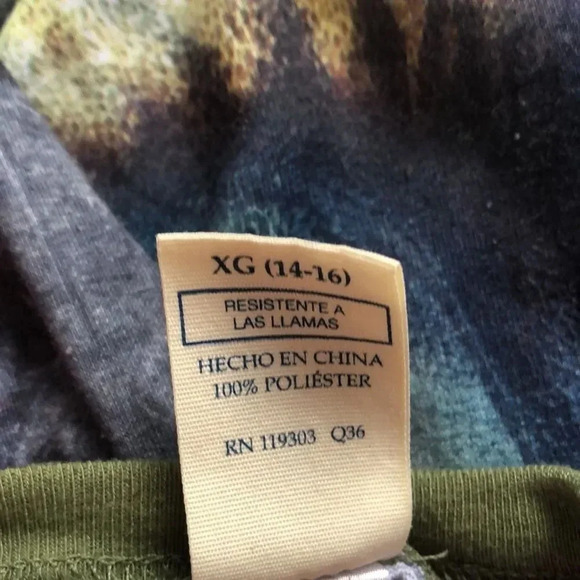 XG (14-16)
RESISTENTE A
LAS LLAMAS
HECHO EN CHINA
100% POLIÉSTER
RN 119303 Q36